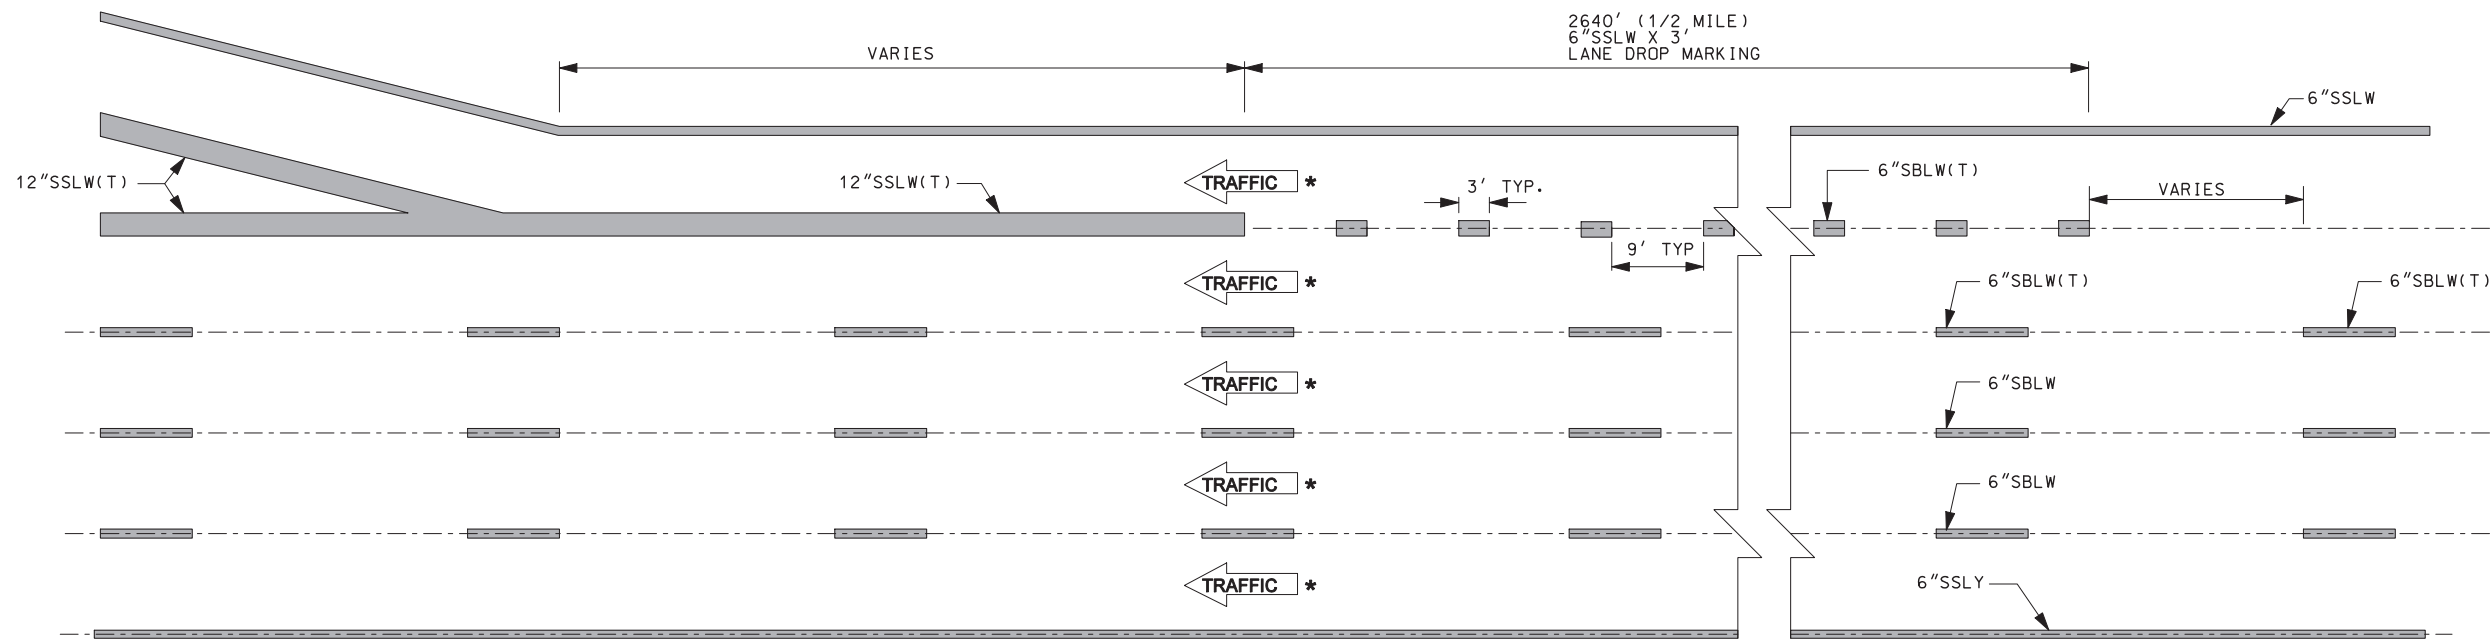 2640' (1/2 MILE)
6"SSLW X 3'
LANE DROP MARKING
VARIES
6"SSLW
12"SSLW(T)
12"SSLW(T)
TRAFFIC *
3' TYP.
6"SBLW(T)
VARIES
9' TYP
TRAFFIC *
6"SBLW(T)
6"SBLW(T)
TRAFFIC *
6"SBLW
TRAFFIC *
6"SBLW
TRAFFIC *
6"SSLY